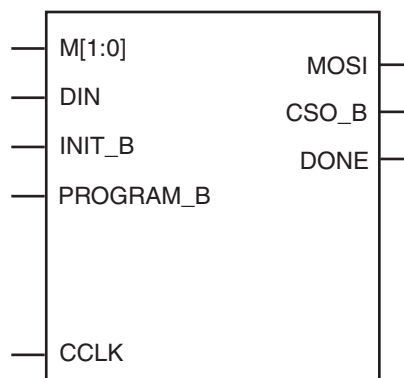 M[1:0]
DIN
INIT_B
PROGRAM_B
CCLK
MOSI
CSO_B
DONE